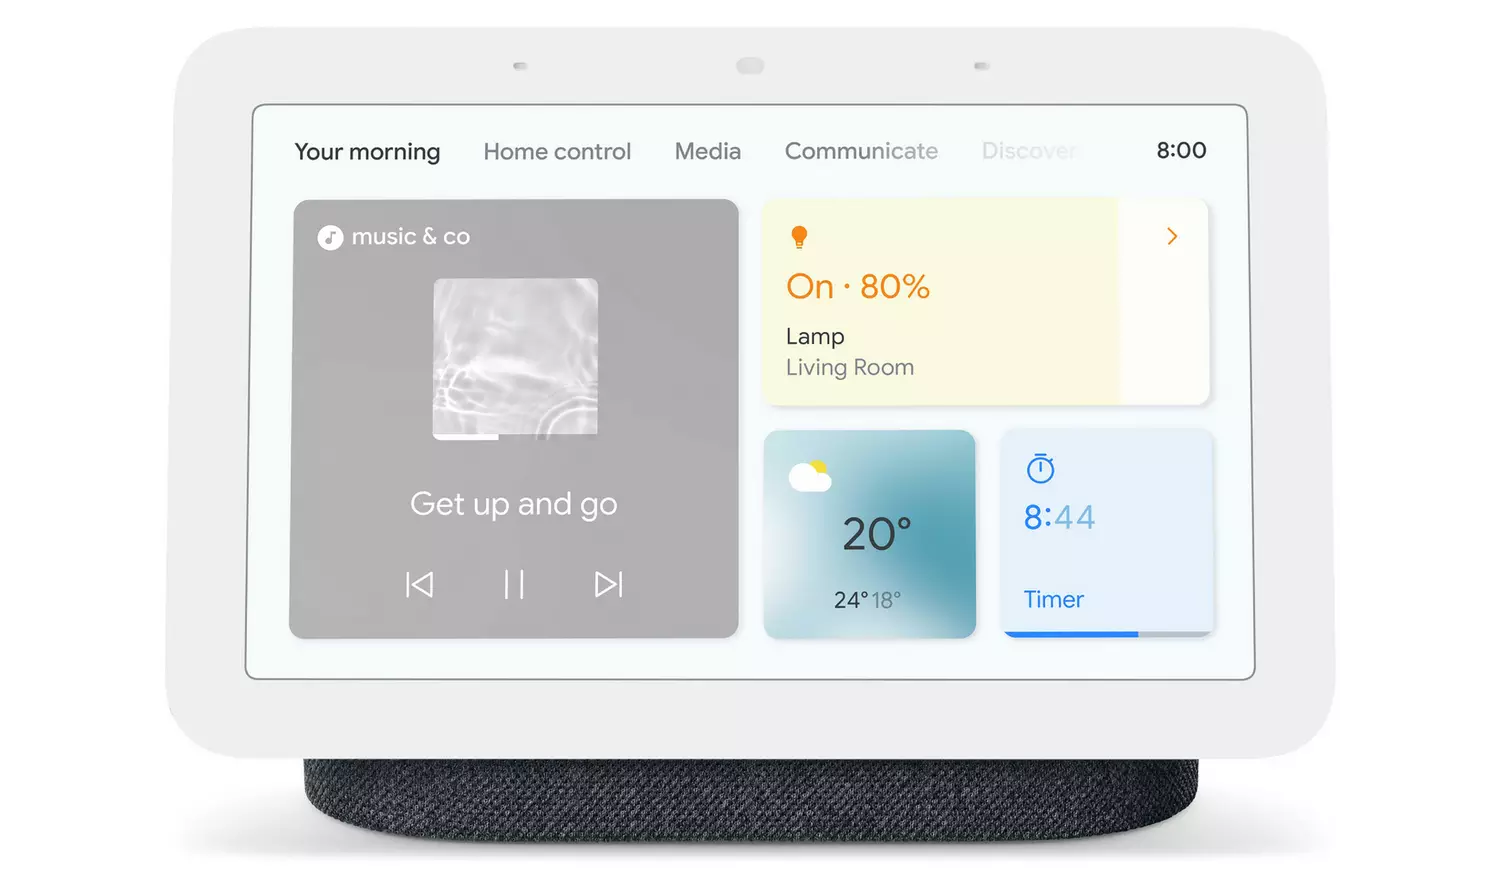 Your morning Home control Media Communicate Discover 8:00
music & co
Get up and go
On · 80%
Lamp
Living Room
20°
24° 18°
8:44
Timer